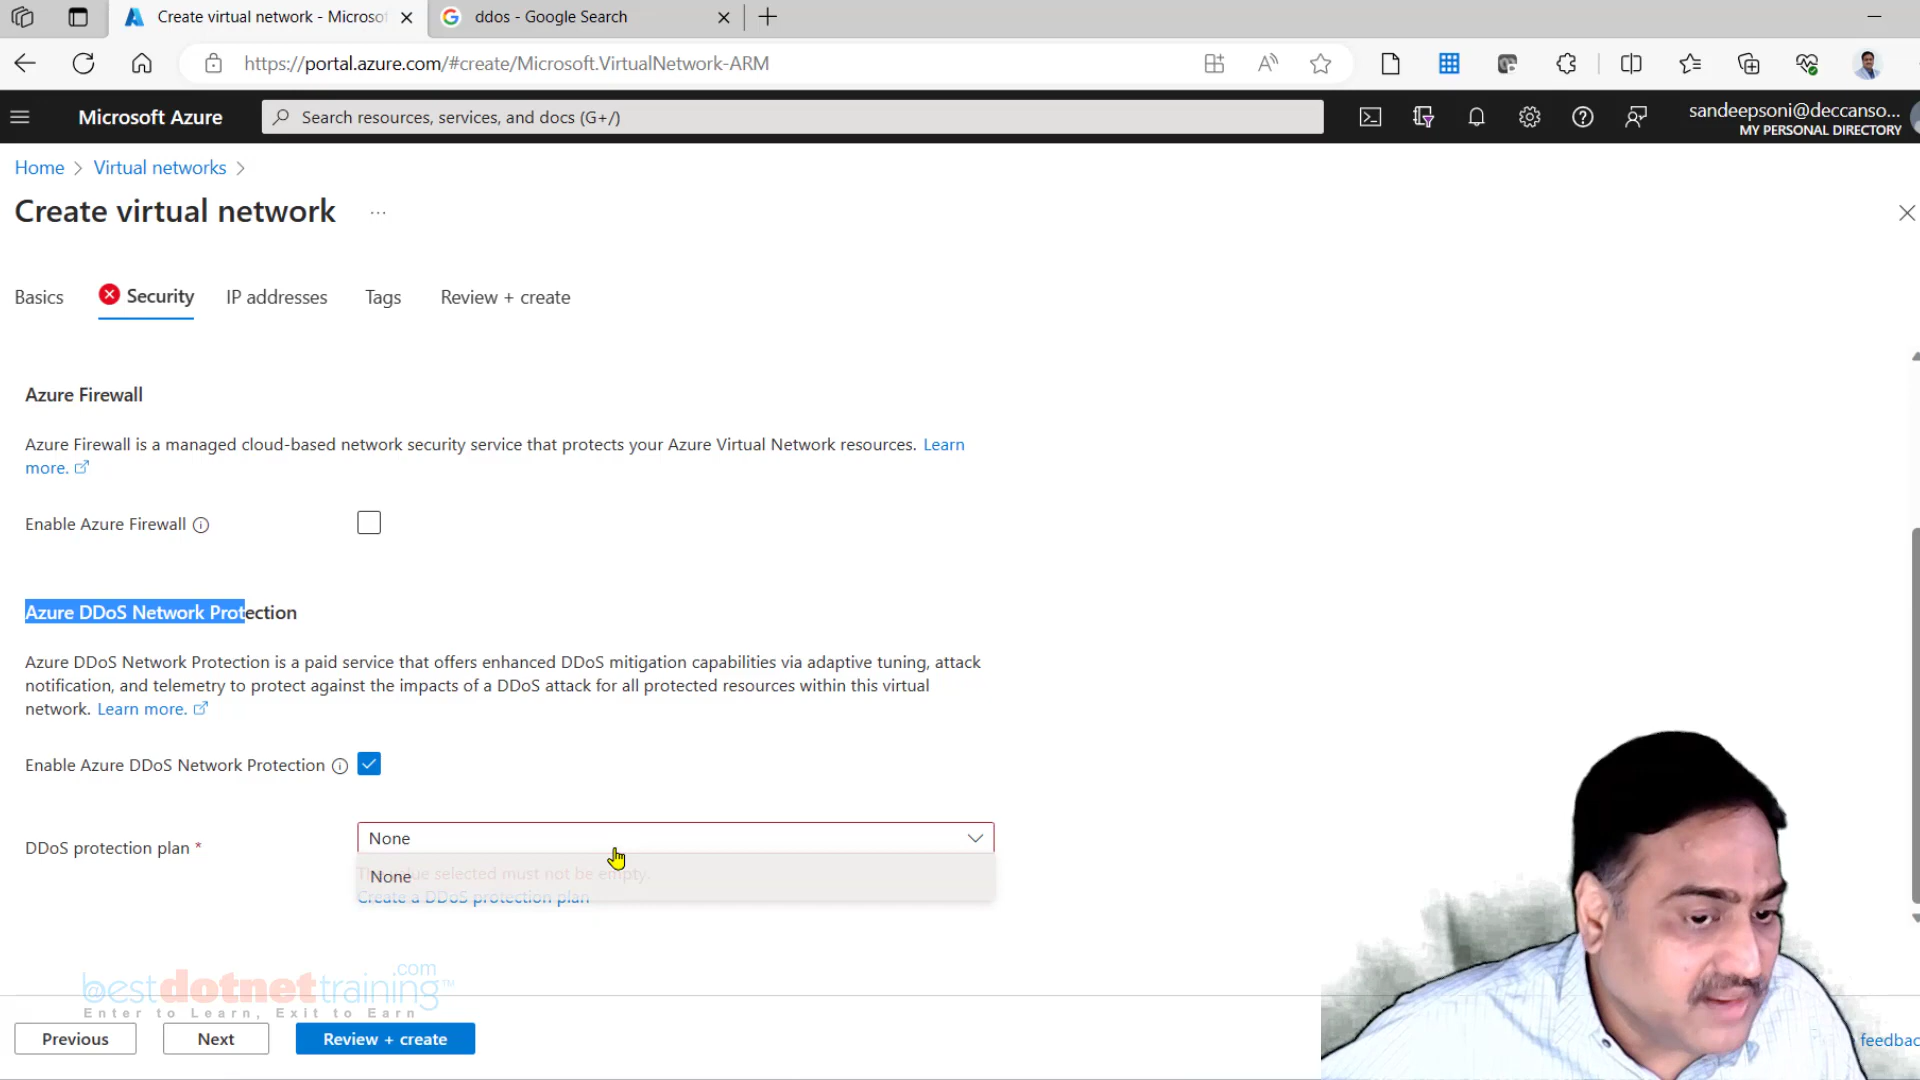 Create virtual network - Microsof
ddos - Google Search
https://portal.azure.com/#create/Microsoft.VirtualNetwork-ARM
Microsoft Azure
Search resources, services, and docs (G+/)
sandeepsoni@deccanso...
MY PERSONAL DIRECTORY
Home > Virtual networks >
Create virtual network ...
Basics Security IP addresses Tags Review + create
Azure Firewall
Azure Firewall is a managed cloud-based network security service that protects your Azure Virtual Network resources. Learn
more.
Enable Azure Firewall
Azure DDoS Network Protection
Azure DDoS Network Protection is a paid service that offers enhanced DDoS mitigation capabilities via adaptive tuning, attack
notification, and telemetry to protect against the impacts of a DDoS attack for all protected resources within this virtual
network. Learn more.
Enable Azure DDoS Network Protection
DDoS protection plan *
None
The value selected must not be empty.
None
Create a DDoS protection plan
bestdotnettraining.com™
Enter to Learn, Exit to Earn
Previous Next Review + create
feedbac